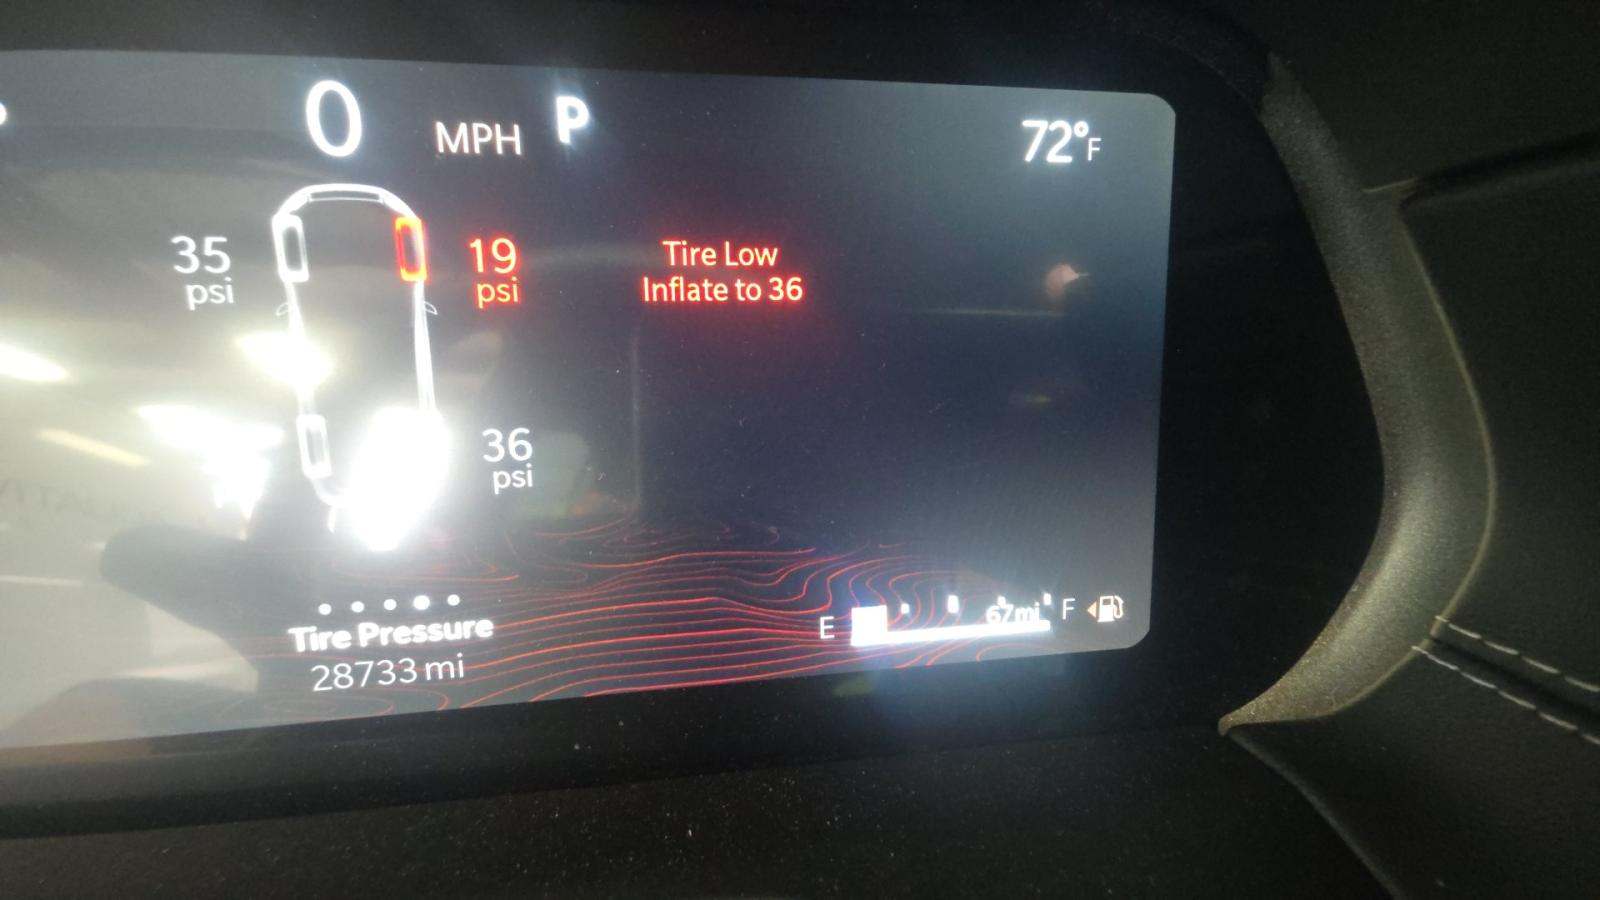 0 MPH P 72°F
35 psi
19 psi
Tire Low
Inflate to 36
36 psi
Tire Pressure
28733 mi
E 67mi F